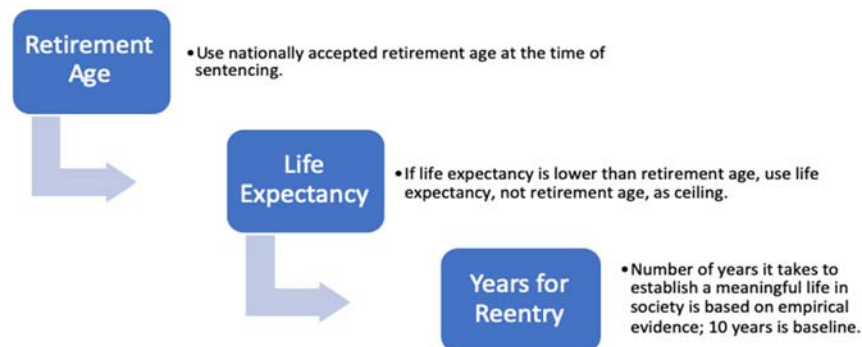 Retirement
Age
•Use nationally accepted retirement age at the time of
sentencing.
Life
Expectancy
•If life expectancy is lower than retirement age, use life
expectancy, not retirement age, as ceiling.
Years for
Reentry
•Number of years it takes to
establish a meaningful life in
society is based on empirical
evidence; 10 years is baseline.